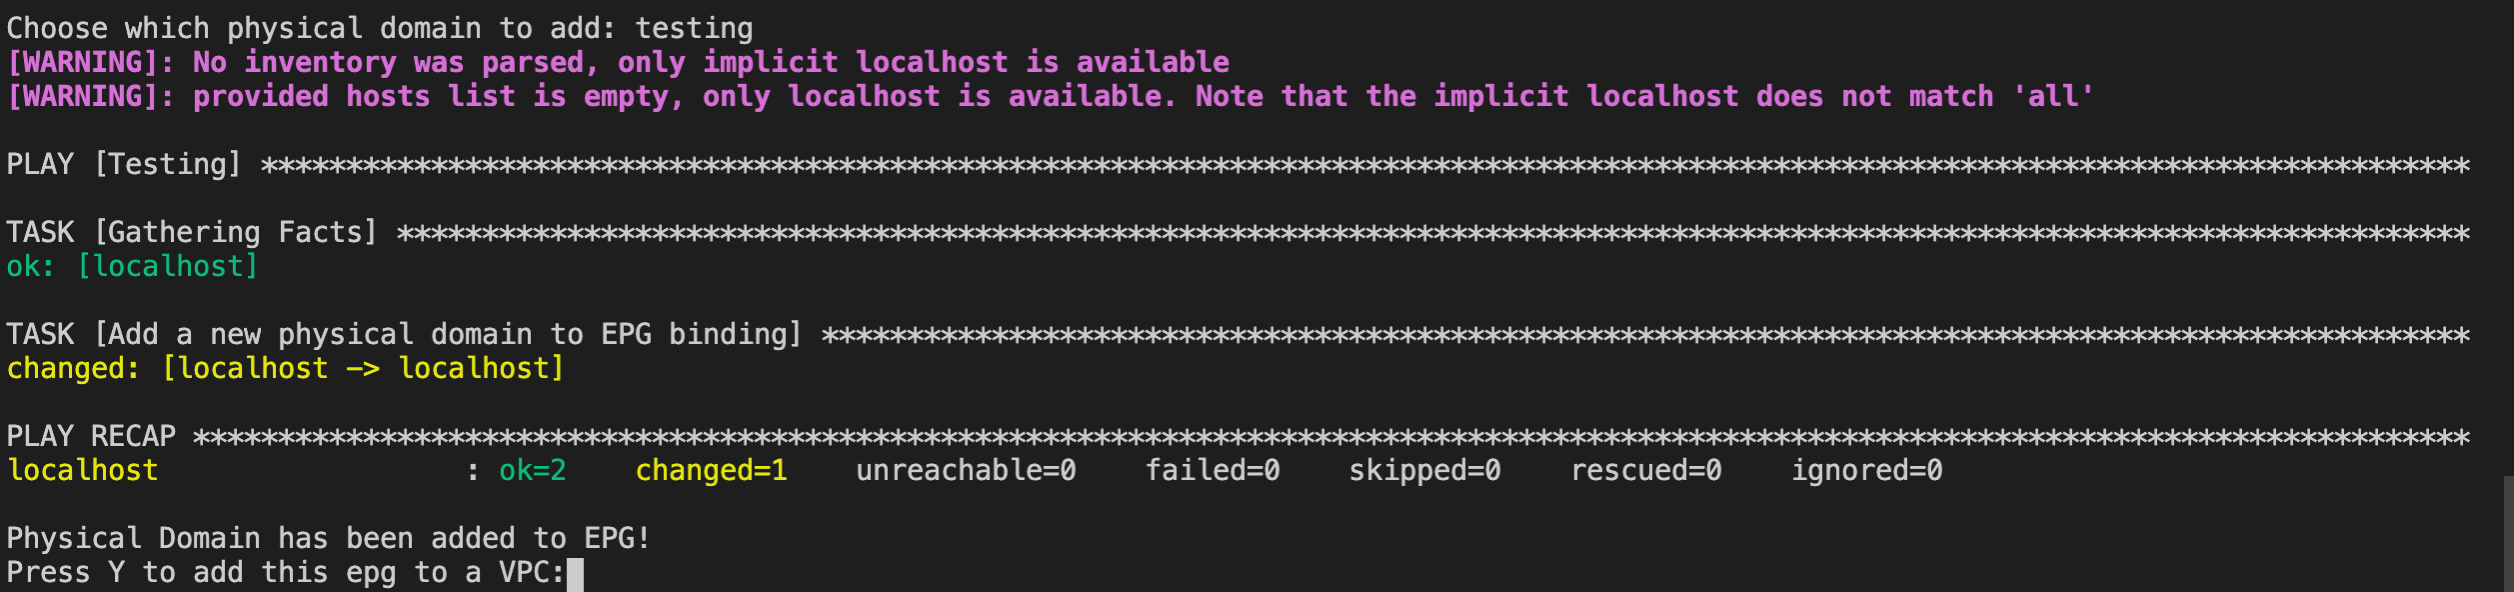 Choose which physical domain to add: testing
[WARNING]: No inventory was parsed, only implicit localhost is available
[WARNING]: provided hosts list is empty, only localhost is available. Note that the implicit localhost does not match 'all'
PLAY [Testing] **********************************************************************************************************************************
TASK [Gathering Facts] **************************************************************************************************************************
ok: [localhost]
TASK [Add a new physical domain to EPG binding] *************************************************************************************************
changed: [localhost -> localhost]
PLAY RECAP **************************************************************************************************************************************
localhost                  : ok=2    changed=1    unreachable=0    failed=0    skipped=0    rescued=0    ignored=0
Physical Domain has been added to EPG!
Press Y to add this epg to a VPC: